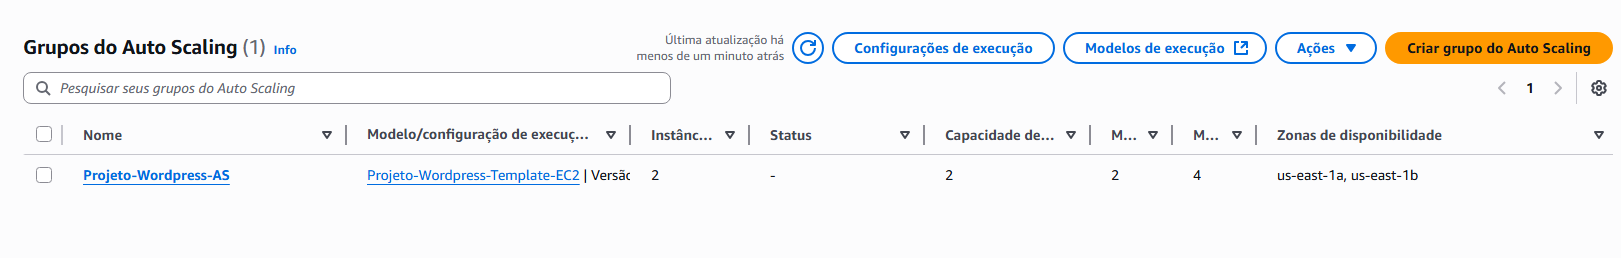 Grupos do Auto Scaling (1) Info
Última atualização há
menos de um minuto atrás
Configurações de execução
Modelos de execução
Ações
Criar grupo do Auto Scaling
Pesquisar seus grupos do Auto Scaling
1
Nome Modelo/configuração de execuç... Instânc... Status Capacidade de... M... M... Zonas de disponibilidade
Projeto-Wordpress-AS Projeto-Wordpress-Template-EC2 | Versão 2 - 2 2 4 us-east-1a, us-east-1b